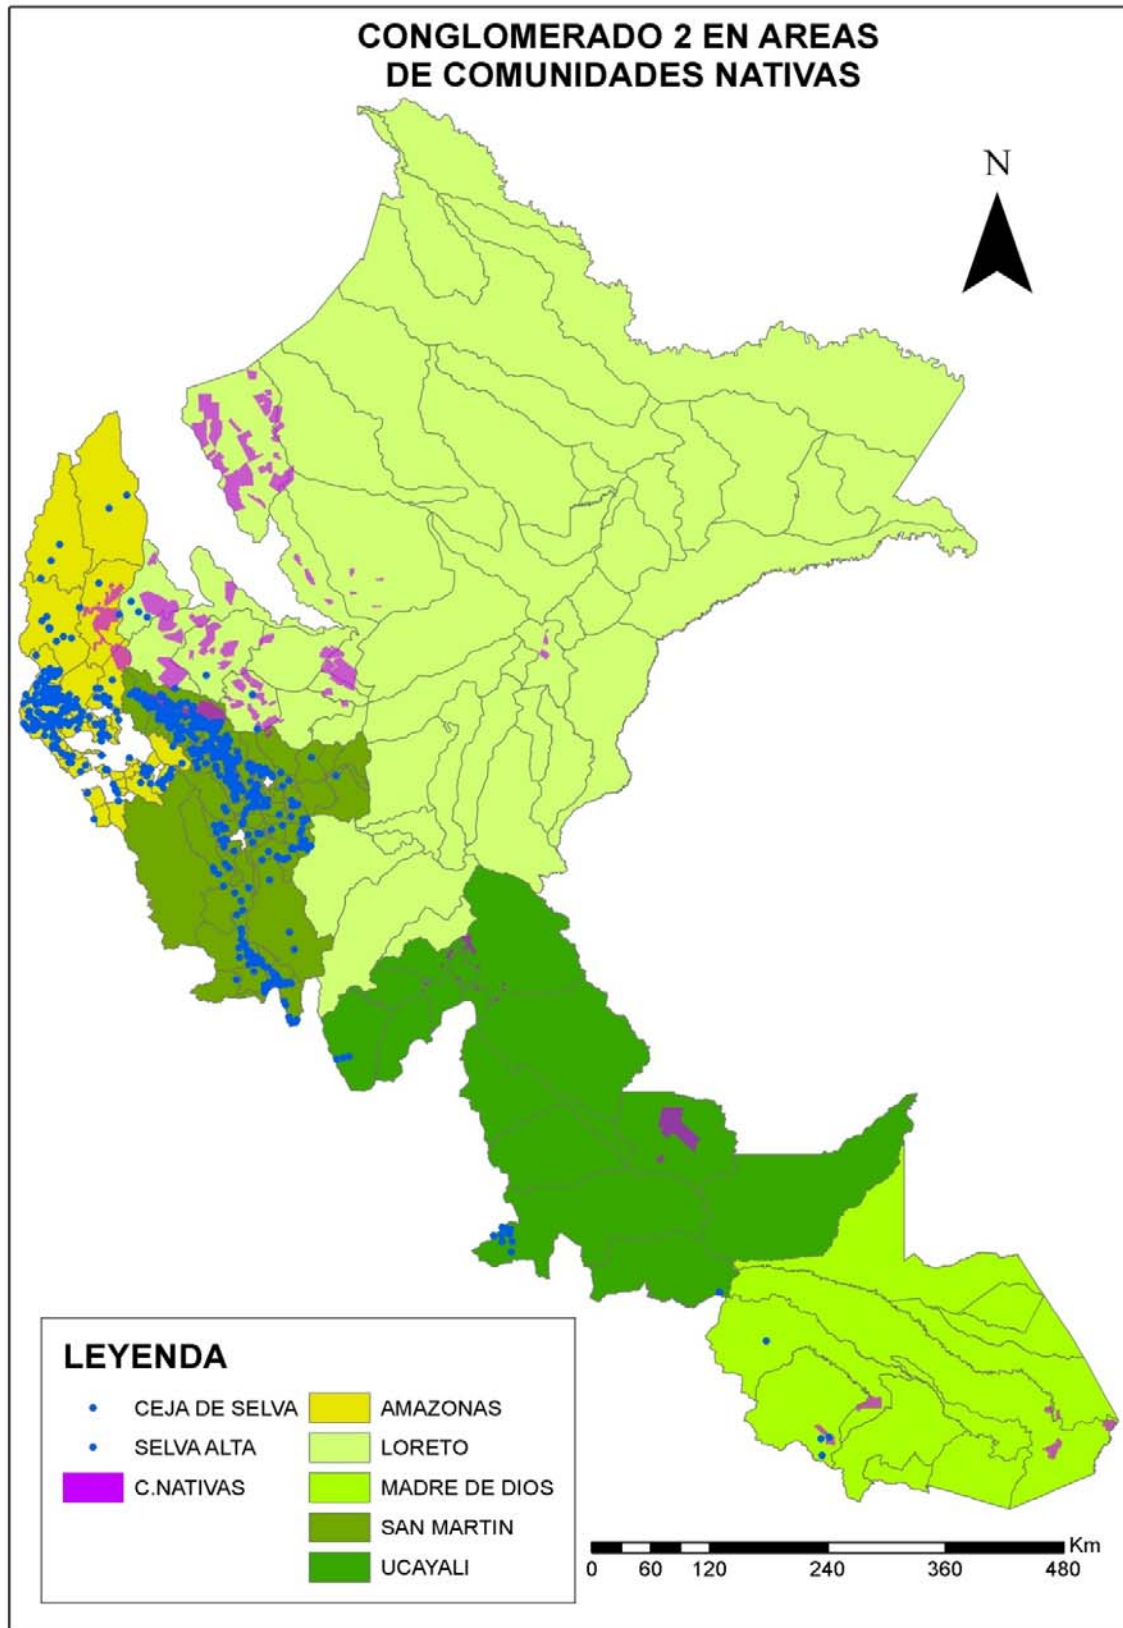 CONGLOMERADO 2 EN AREAS
DE COMUNIDADES NATIVAS
N
LEYENDA
CEJA DE SELVA
SELVA ALTA
C.NATIVAS
AMAZONAS
LORETO
MADRE DE DIOS
SAN MARTIN
UCAYALI
Km
0 60 120 240 360 480